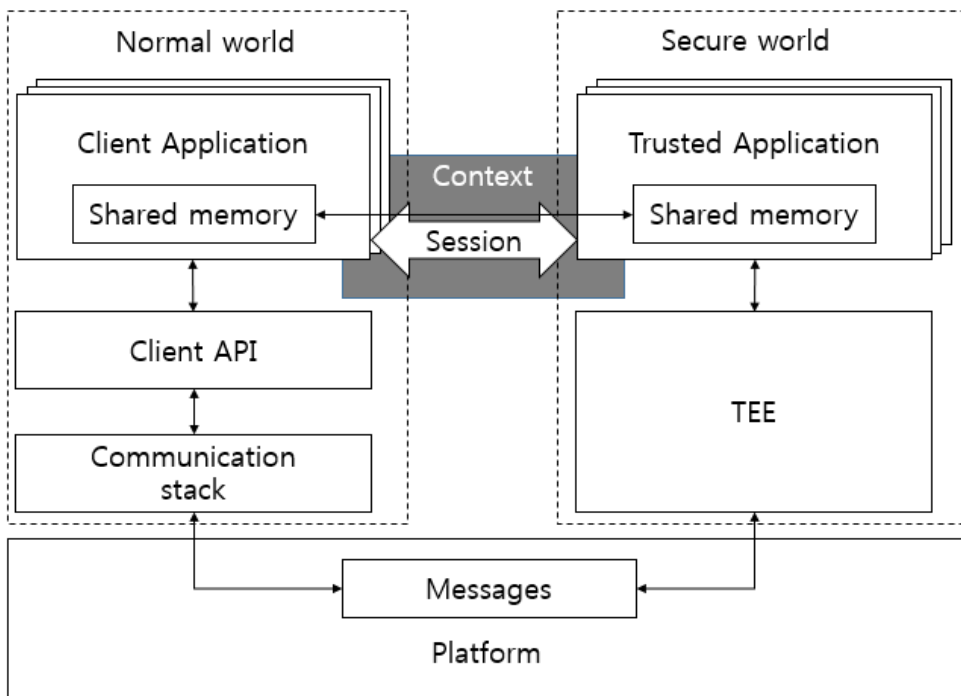 Normal world
Secure world
Client Application
Shared memory
Trusted Application
Shared memory
Context
Session
Client API
Communication
stack
TEE
Messages
Platform